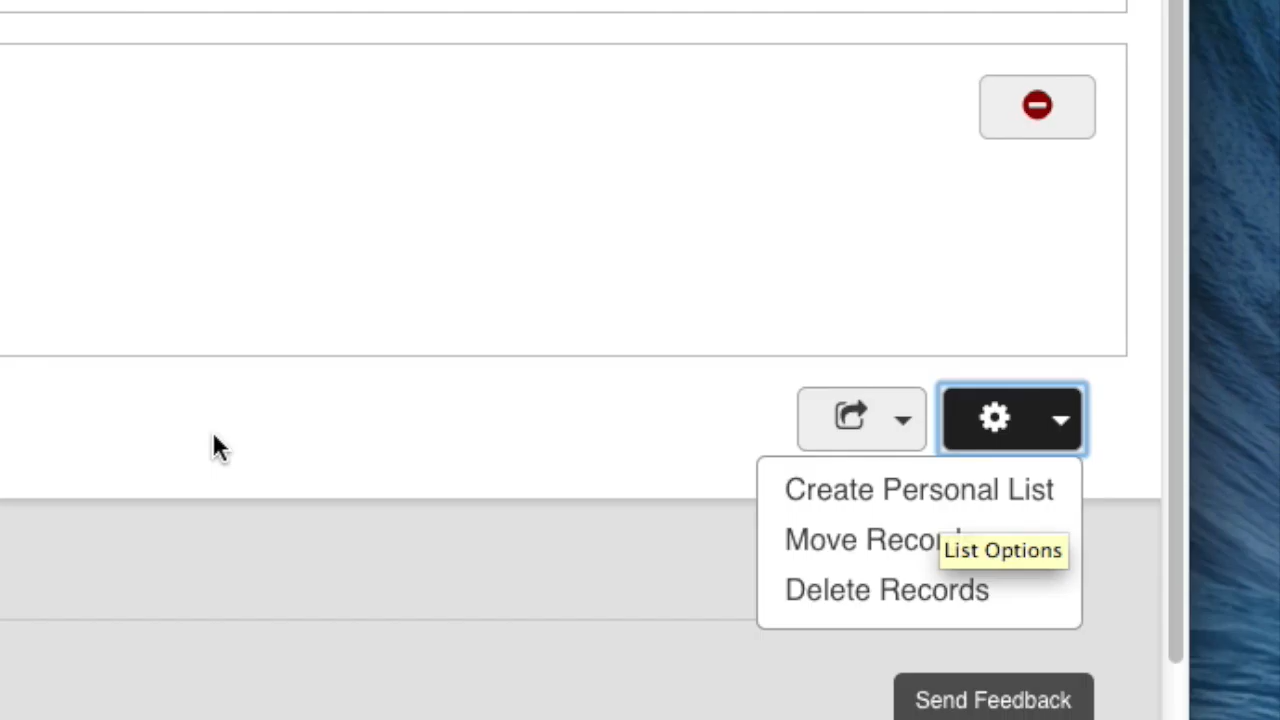 Create Personal List
Move Recor
List Options
Delete Records
Send Feedback